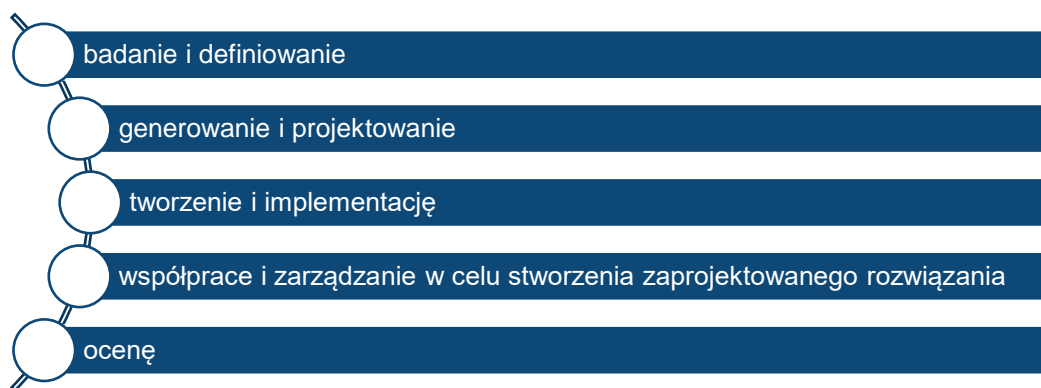 badanie i definiowanie
generowanie i projektowanie
tworzenie i implementację
współprace i zarządzanie w celu stworzenia zaprojektowanego rozwiązania
ocenę